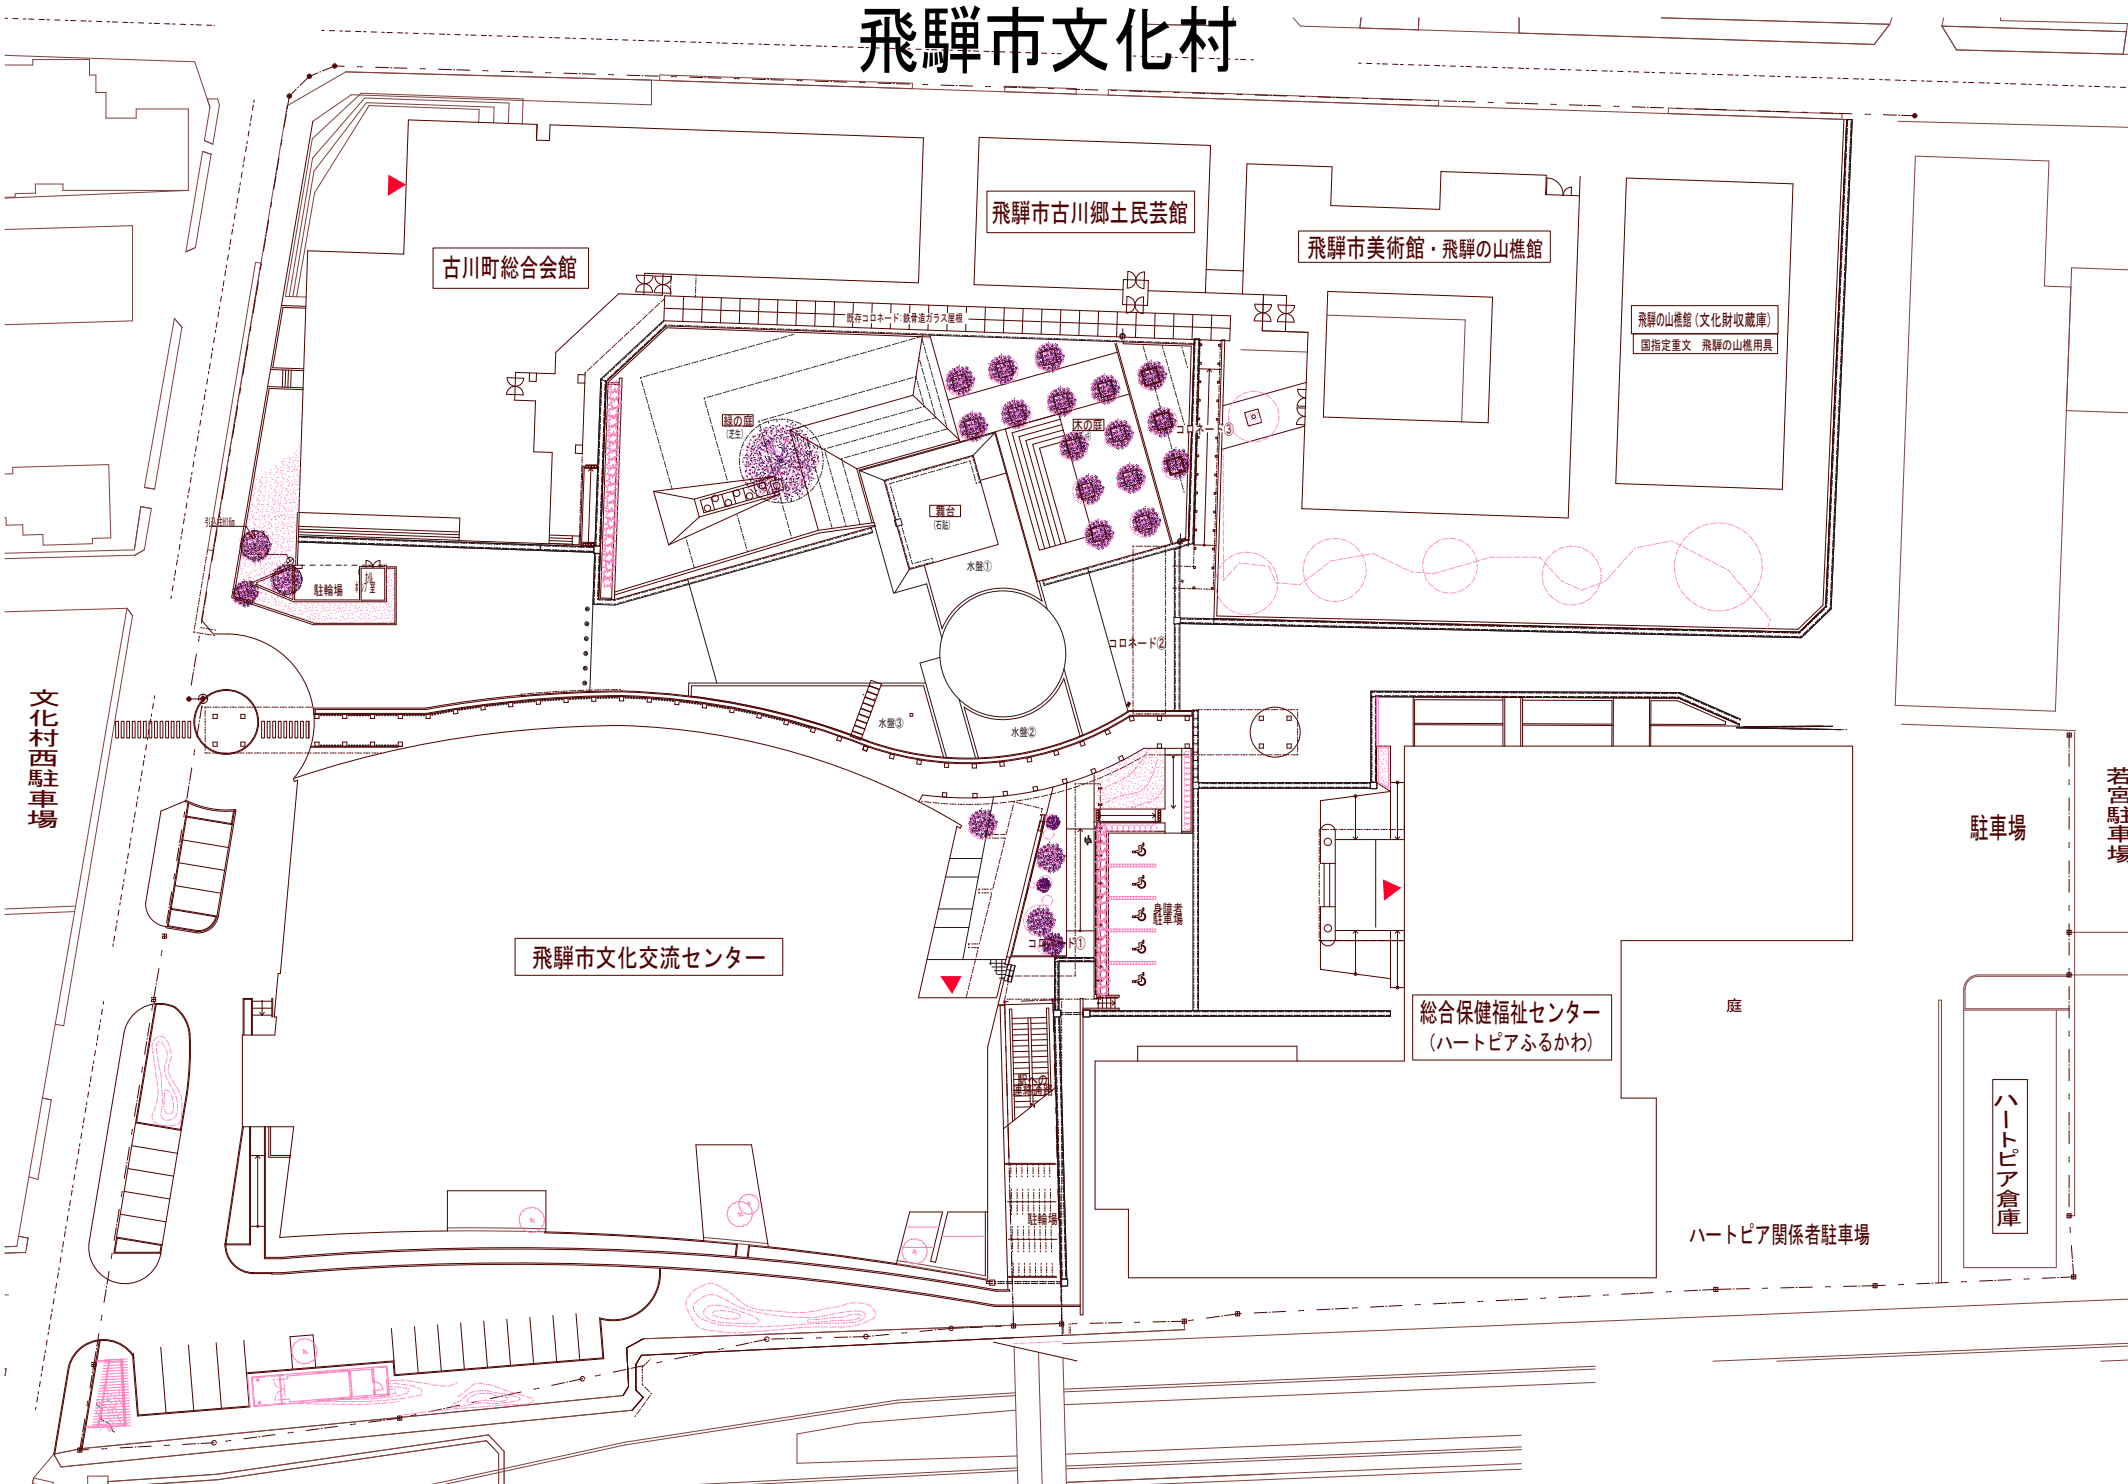 飛騨市文化村
飛騨市古川郷土民芸館
飛騨市美術館・飛騨の山樵館
古川町総合会館
飛騨の山樵館(文化財収蔵庫)
国指定重文 飛騨の山樵用具
既存コロネード:鉄骨造ガラス屋根
緑の庭
(芝生)
木の庭
コロネード③
舞台
(石貼)
水盤①
駐輪場
コロネード②
水盤③
水盤②
文化村西駐車場
若宮駐車場
駐車場
身障者
駐車場
コロネード①
飛騨市文化交流センター
総合保健福祉センター
(ハートピアふるかわ)
庭
ハートピア倉庫
駐輪場
ハートピア関係者駐車場